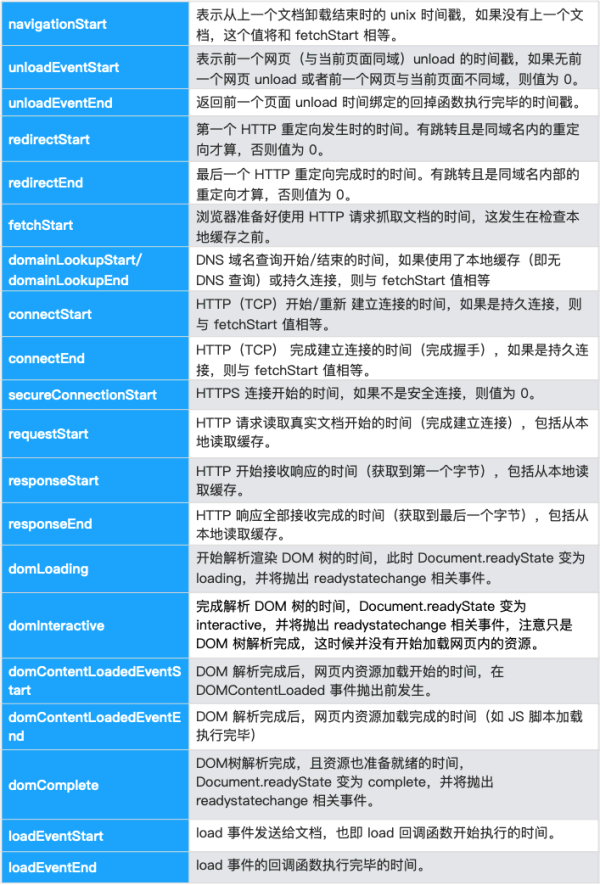 navigationStart
表示从上一个文档卸载结束时的 unix 时间戳，如果没有上一个文
档，这个值将和 fetchStart 相等。
unloadEventStart
表示前一个网页（与当前页面同域）unload 的时间戳，如果无前
一个网页 unload 或者前一个网页与当前页面不同域，则值为 0。
unloadEventEnd
返回前一个页面 unload 时间绑定的回掉函数执行完毕的时间戳。
redirectStart
第一个 HTTP 重定向发生时的时间。有跳转且是同域名内的重定
向才算，否则值为 0。
redirectEnd
最后一个 HTTP 重定向完成时的时间。有跳转且是同域名内部的
重定向才算，否则值为 0。
fetchStart
浏览器准备好使用 HTTP 请求抓取文档的时间，这发生在检查本
地缓存之前。
domainLookupStart/
domainLookupEnd
DNS 域名查询开始/结束的时间，如果使用了本地缓存（即无
DNS 查询）或持久连接，则与 fetchStart 值相等
connectStart
HTTP（TCP）开始/重新 建立连接的时间，如果是持久连接，则
与 fetchStart 值相等。
connectEnd
HTTP（TCP） 完成建立连接的时间（完成握手），如果是持久连
接，则与 fetchStart 值相等。
secureConnectionStart
HTTPS 连接开始的时间，如果不是安全连接，则值为 0。
requestStart
HTTP 请求读取真实文档开始的时间（完成建立连接），包括从本
地读取缓存。
responseStart
HTTP 开始接收响应的时间（获取到第一个字节），包括从本地读
取缓存。
responseEnd
HTTP 响应全部接收完成的时间（获取到最后一个字节），包括从
本地读取缓存。
domLoading
开始解析渲染 DOM 树的时间，此时 Document.readyState 变为
loading，并将抛出 readystatechange 相关事件。
domInteractive
完成解析 DOM 树的时间，Document.readyState 变为
interactive，并将抛出 readystatechange 相关事件，注意只是
DOM 树解析完成，这时候并没有开始加载网页内的资源。
domContentLoadedEventS
tart
DOM 解析完成后，网页内资源加载开始的时间，在
DOMContentLoaded 事件抛出前发生。
domContentLoadedEventE
nd
DOM 解析完成后，网页内资源加载完成的时间（如 JS 脚本加载
执行完毕）
domComplete
DOM树解析完成，且资源也准备就绪的时间，
Document.readyState 变为 complete，并将抛出
readystatechange 相关事件。
loadEventStart
load 事件发送给文档，也即 load 回调函数开始执行的时间。
loadEventEnd
load 事件的回调函数执行完毕的时间。